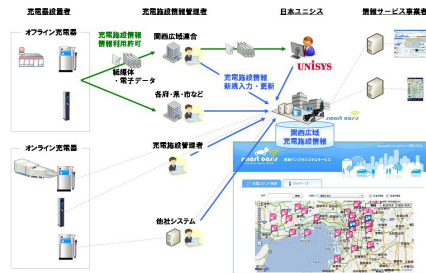 充電器設置者
充電施設情報管理者
日本ユニシス
情報サービス事業者
オフライン充電器
充電施設情報
情報利用許可
関西広域連合
紙媒体
・電子データ
UNiSYS
充電施設情報
新規入力・更新
各府・県・市など
smart oasis
関西広域
充電施設情報
オンライン充電器
充電施設管理者
smart oasis
他社システム